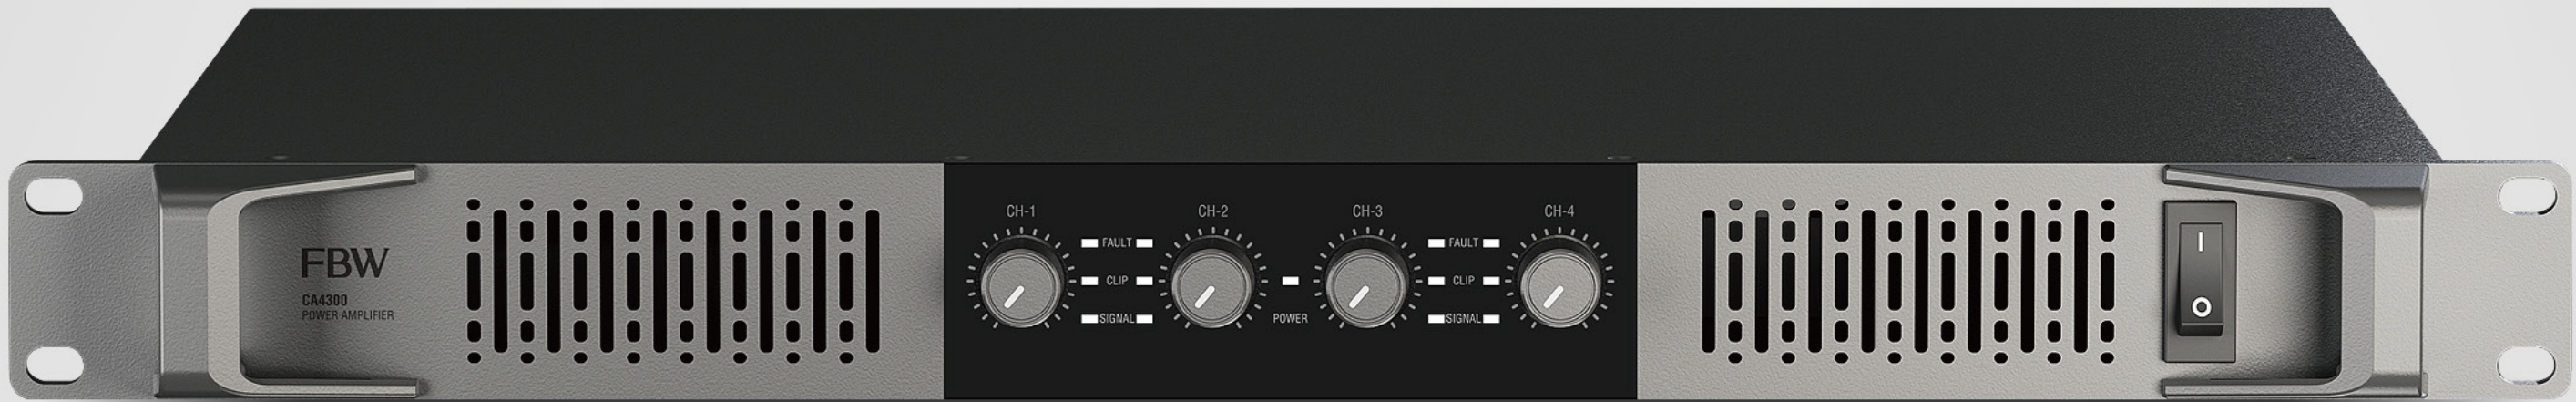 FBW
CA4300
POWER AMPLIFIER
CH-1
CH-2
CH-3
CH-4
FAULT
FAULT
CLIP
CLIP
SIGNAL
POWER
SIGNAL